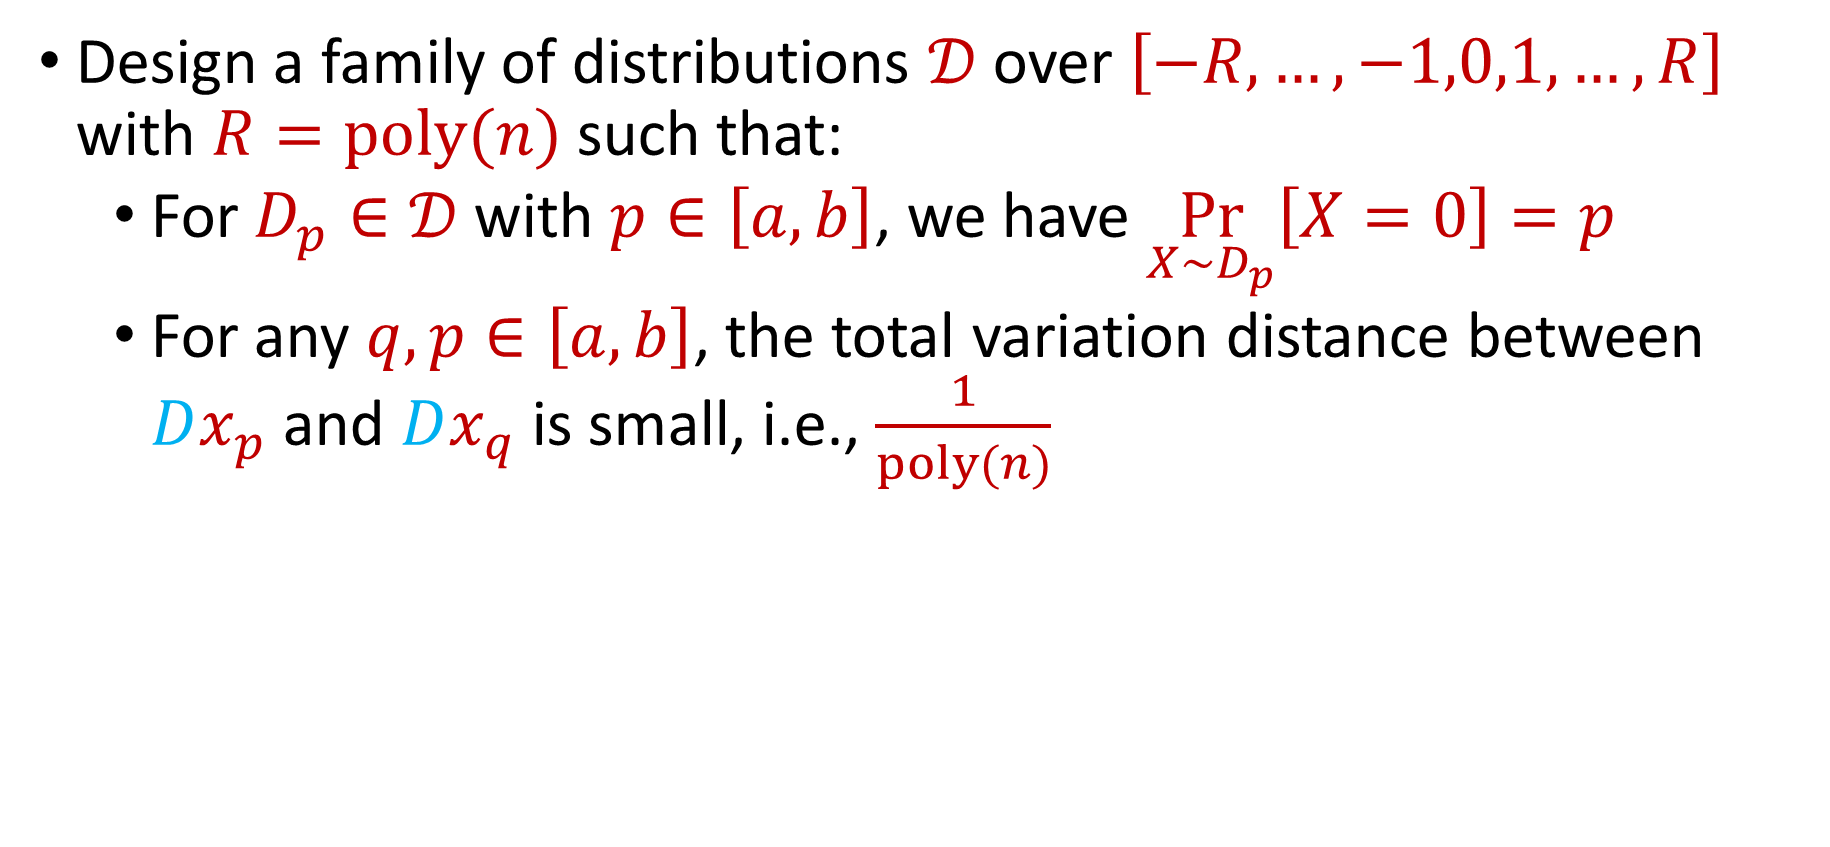 • Design a family of distributions 𝒟 over [−R, … , −1,0,1, … , R]
with R = poly(n) such that:
• For D_p ∈ 𝒟 with p ∈ [a, b], we have Pr_{X∼D_p} [X = 0] = p
• For any q, p ∈ [a, b], the total variation distance between
Dx_p and Dx_q is small, i.e., 1/poly(n)